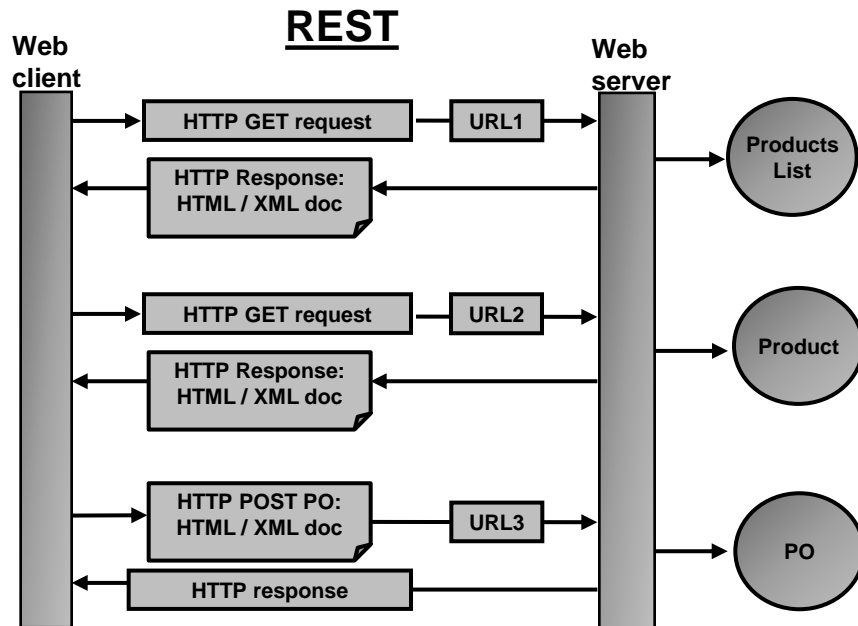 REST
Web
client
Web
server
HTTP GET request
URL1
Products
List
HTTP Response:
HTML / XML doc
HTTP GET request
URL2
Product
HTTP Response:
HTML / XML doc
HTTP POST PO:
HTML / XML doc
URL3
PO
HTTP response